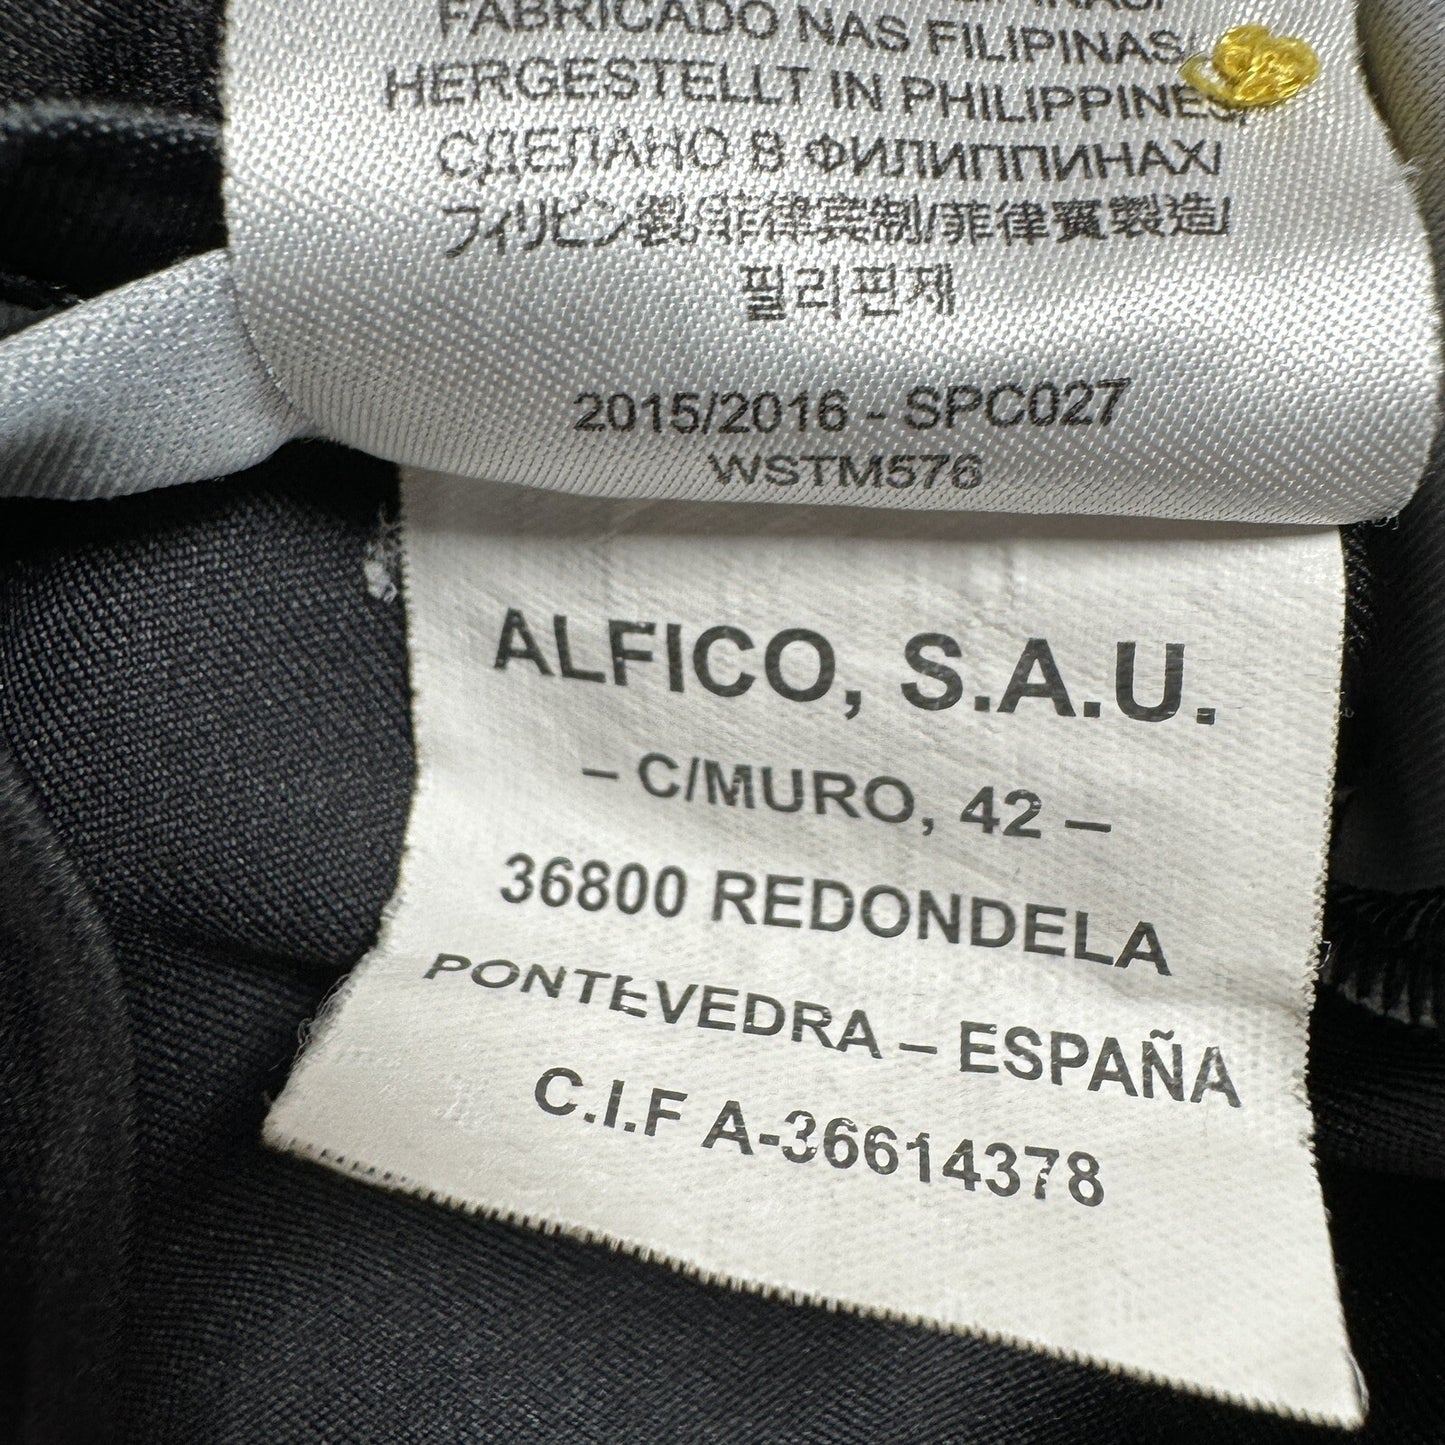 FABRICADO NAS FILIPINAS/
HERGESTELLT IN PHILIPPINES/
СДЕЛАНО В ФИЛИППИНАХ/
フィリピン製/菲律宾制/菲律賓製造/
필리핀제
2015/2016 - SPC027
WSTM576
ALFICO, S.A.U.
– C/MURO, 42 –
36800 REDONDELA
PONTEVEDRA – ESPAÑA
C.I.F A-36614378